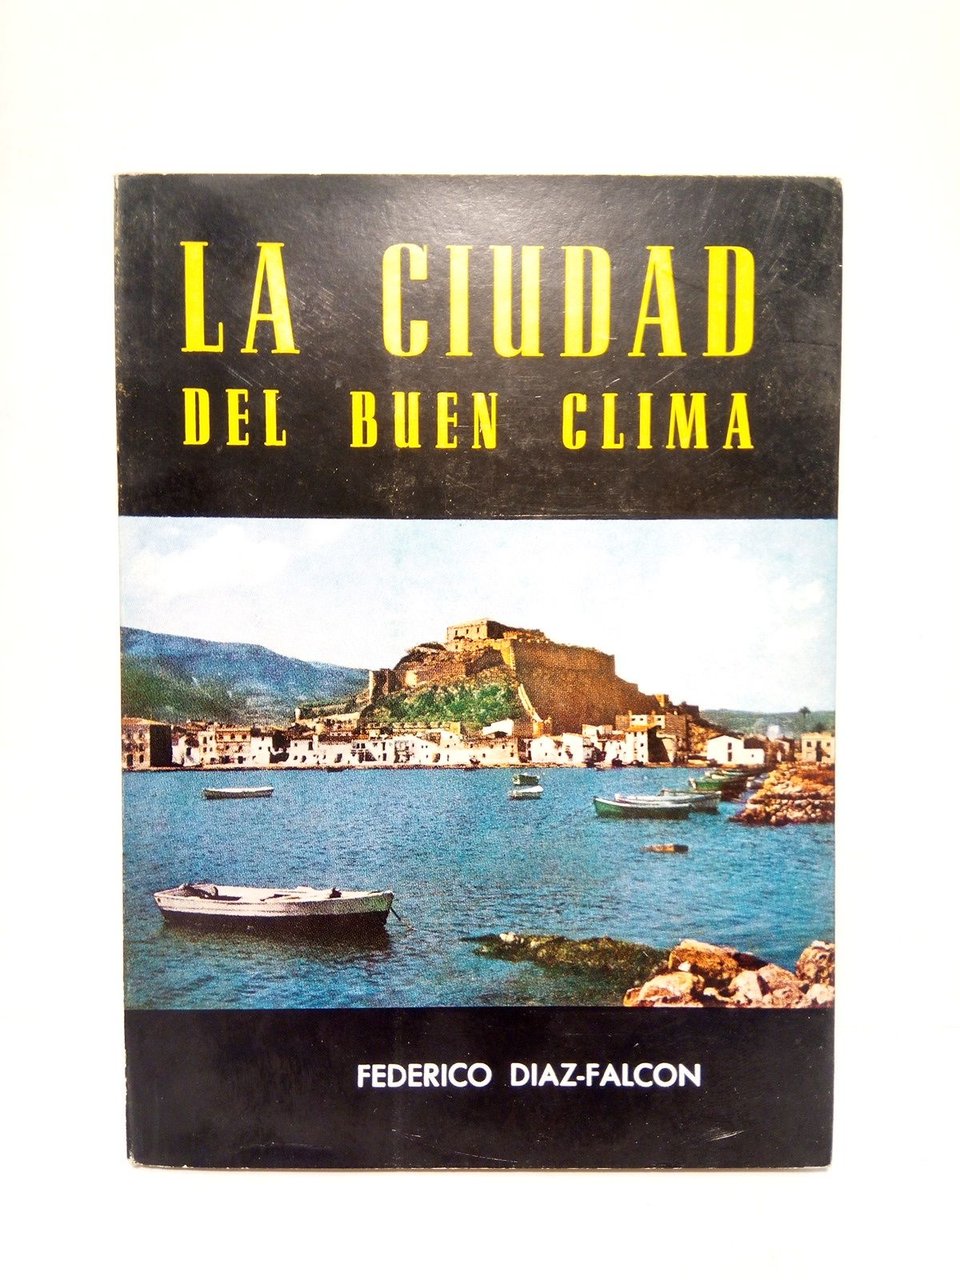 LA CIUDAD
DEL BUEN CLIMA
FEDERICO DIAZ-FALCON